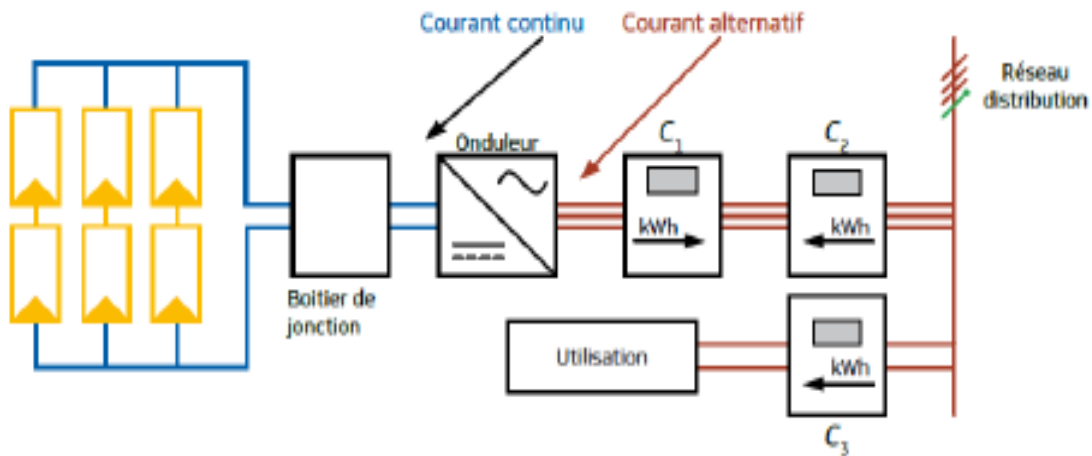 Courant continu
Courant alternatif
Réseau
distribution
Onduleur
C1
C2
kWh
kWh
Boitier de
jonction
Utilisation
kWh
C3